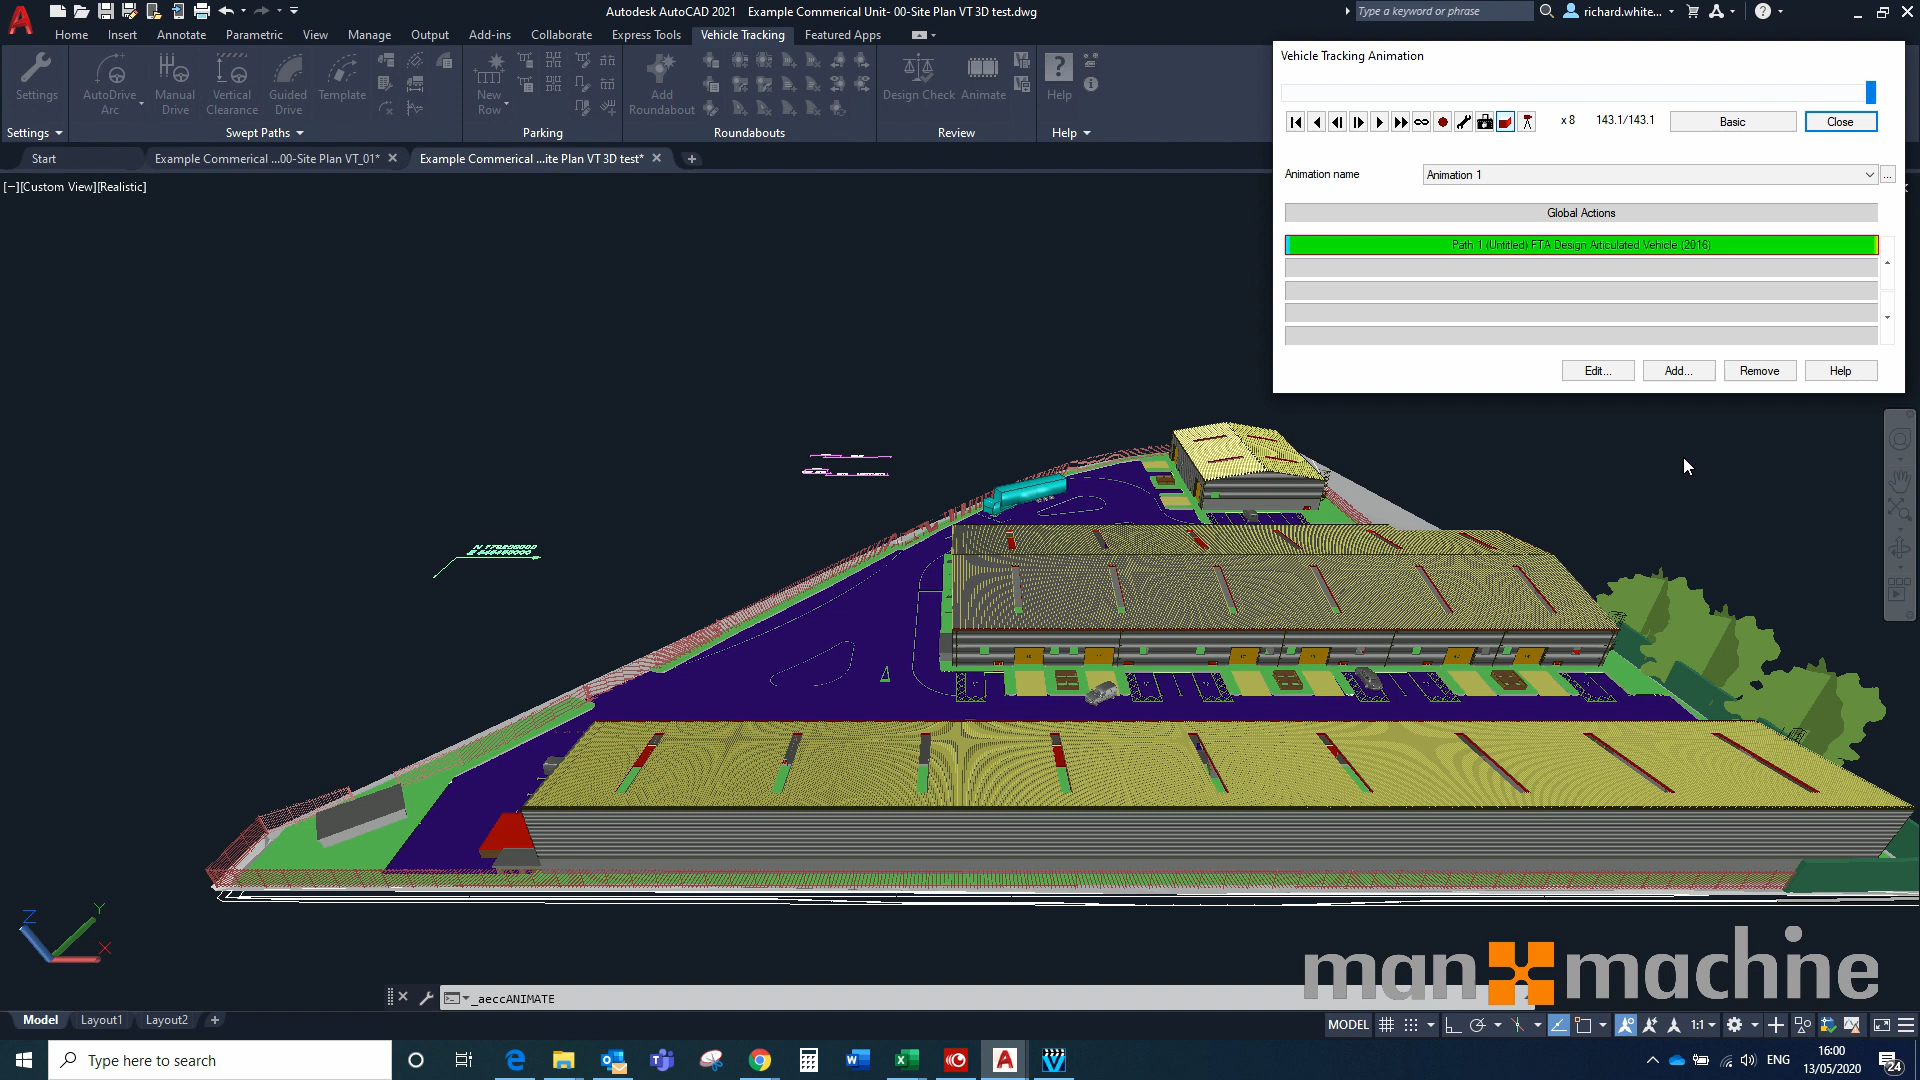 Autodesk AutoCAD 2021 Example Commerical Unit- 00-Site Plan VT 3D test.dwg
Type a keyword or phrase
richard.white...
Home Insert Annotate Parametric View Manage Output Add-ins Collaborate Express Tools Vehicle Tracking Featured Apps
Settings
AutoDrive Arc
Manual Drive
Vertical Clearance
Guided Drive
Template
New Row
Add Roundabout
Design Check
Animate
Help
Settings Swept Paths Parking Roundabouts Review Help
Start
Example Commerical ...00-Site Plan VT_01*
Example Commerical ...ite Plan VT 3D test*
[−][Custom View][Realistic]
Vehicle Tracking Animation
x 8 143.1/143.1 Basic Close
Animation name Animation 1 ...
Global Actions
Path 1 (Untitled) FTA Design Articulated Vehicle (2016)
Edit... Add... Remove Help
Z
Y
X
man machine
_aeccANIMATE
Model Layout1 Layout2
MODEL 1:1
Type here to search
ENG
16:00
13/05/2020
24